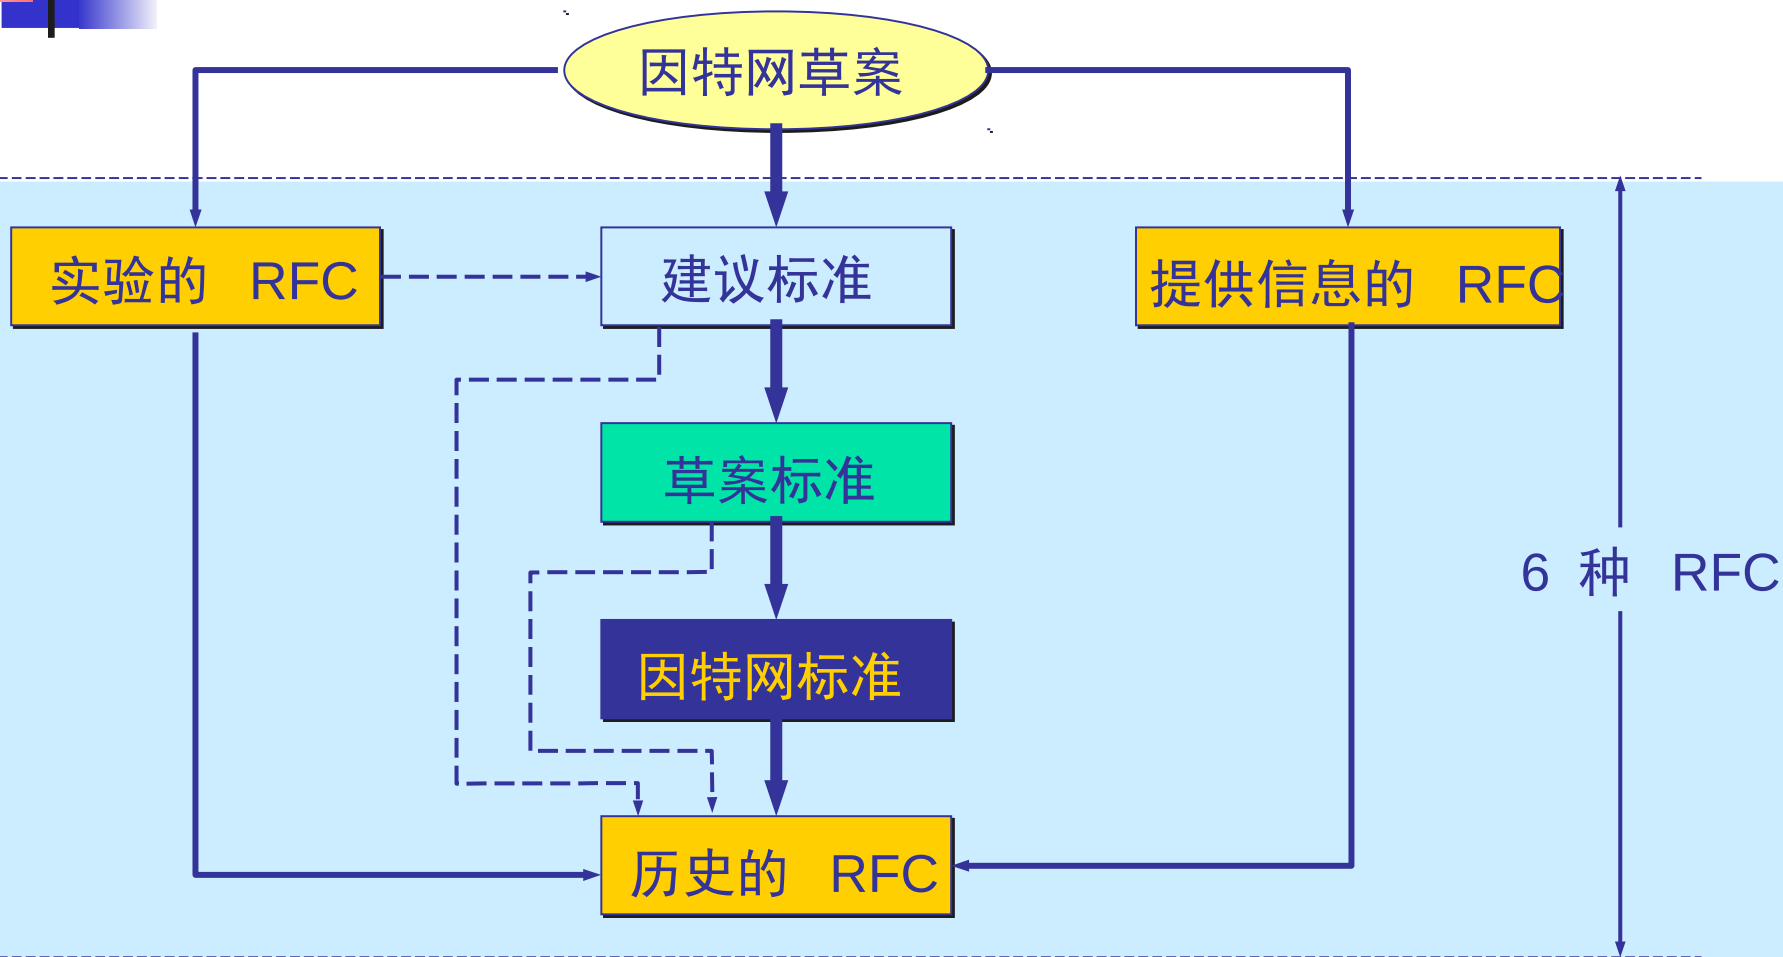 因特网草案
实验的 RFC
建议标准
提供信息的 RFC
草案标准
6 种 RFC
因特网标准
历史的 RFC